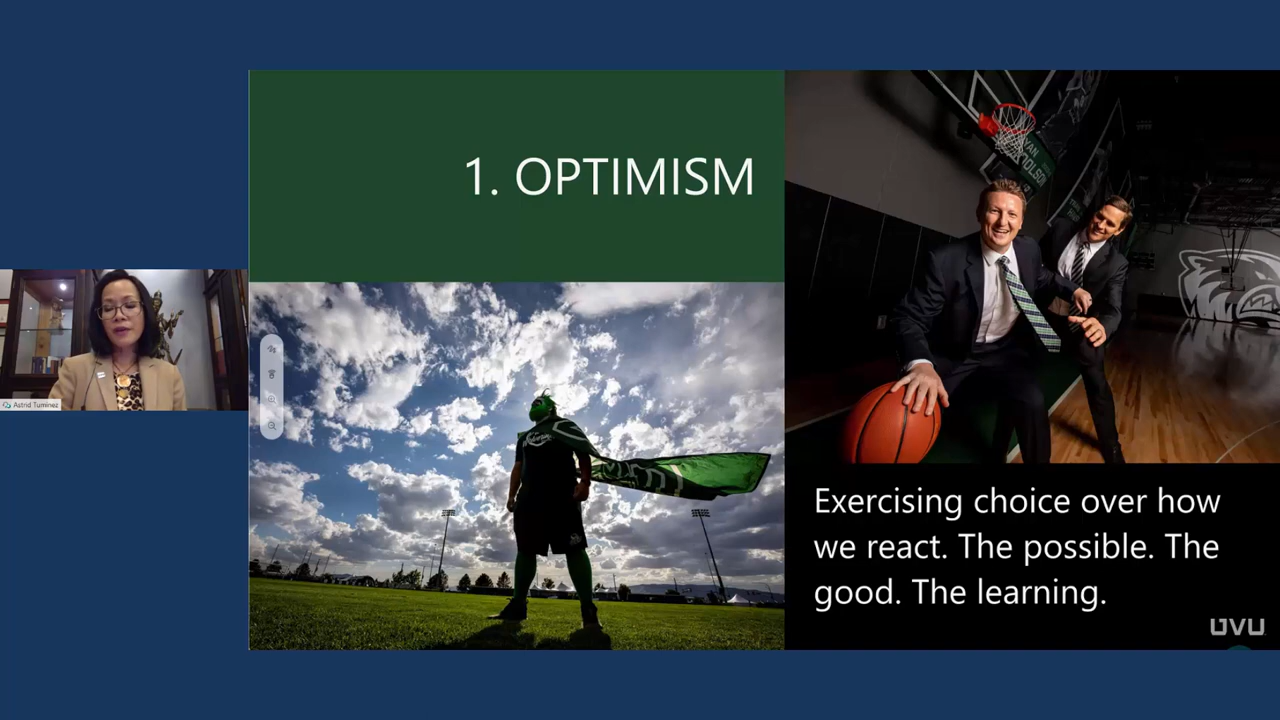 1. OPTIMISM
Astrid Tuminez
Exercising choice over how
we react. The possible. The
good. The learning.
UVU